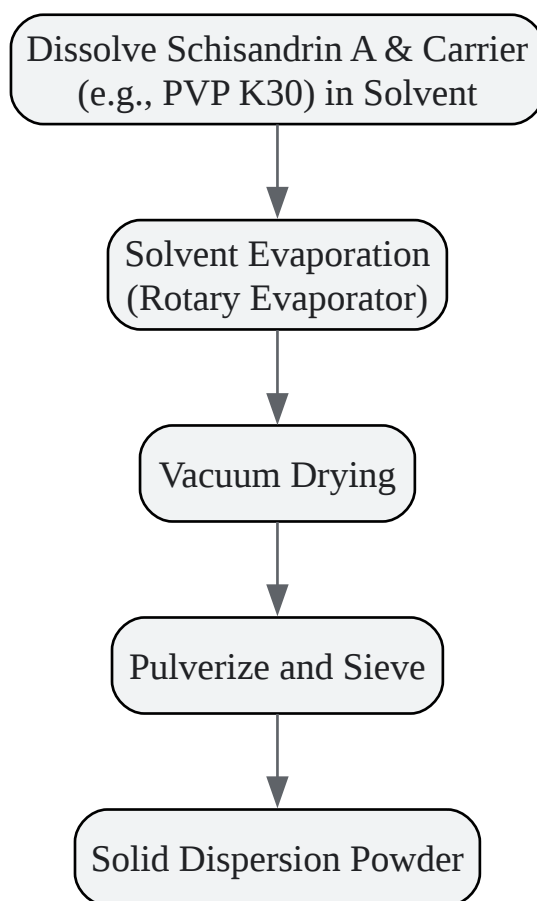 Dissolve Schisandrin A & Carrier
(e.g., PVP K30) in Solvent
Solvent Evaporation
(Rotary Evaporator)
Vacuum Drying
Pulverize and Sieve
Solid Dispersion Powder